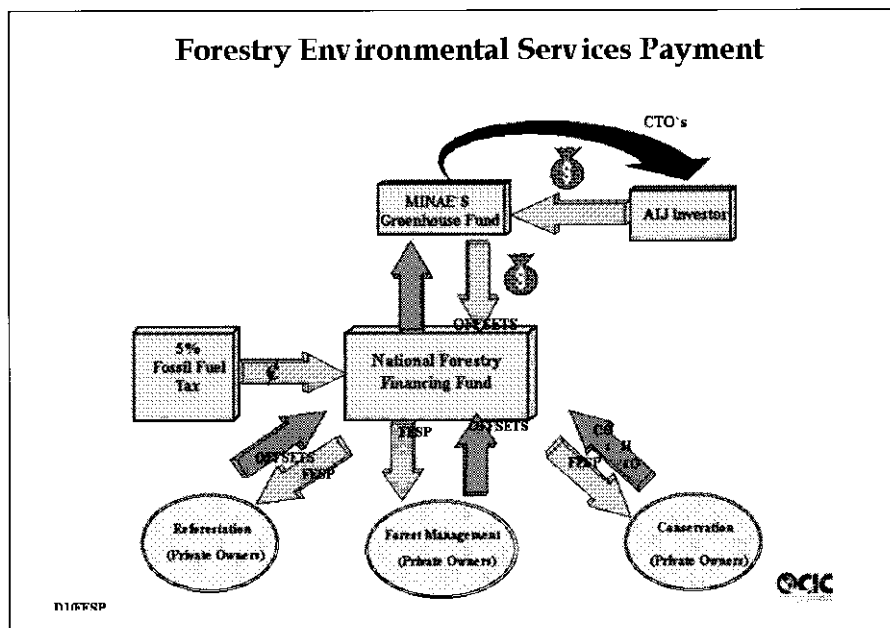 Forestry Environmental Services Payment
CTO`s
$
MINAE`S
Greenhouse Fund
AIJ Investor
$
OFFSETS
5%
Fossil Fuel
Tax
¢
National Forestry
Financing Fund
FESP
OFFSETS
OFFSETS
FESP
FESP
Reforestation
(Private Owners)
Forest Management
(Private Owners)
Conservation
(Private Owners)
OCIC